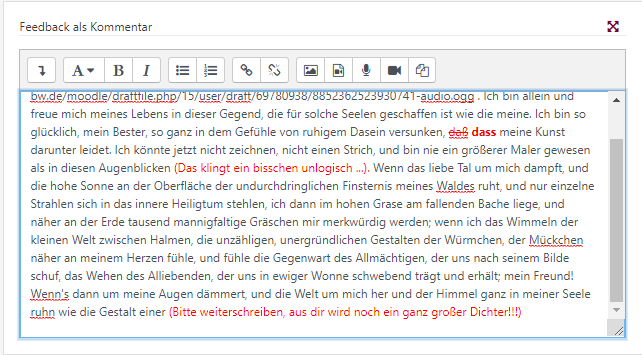 Feedback als Kommentar
A B I
bw.de/moodle/draftfile.php/15/user/draft/69780938/8852362523930741-audio.ogg . Ich bin allein und
freue mich meines Lebens in dieser Gegend, die für solche Seelen geschaffen ist wie die meine. Ich bin so
glücklich, mein Bester, so ganz in dem Gefühle von ruhigem Dasein versunken, daß dass meine Kunst
darunter leidet. Ich könnte jetzt nicht zeichnen, nicht einen Strich, und bin nie ein größerer Maler gewesen
als in diesen Augenblicken (Das klingt ein bisschen unlogisch ...). Wenn das liebe Tal um mich dampft, und
die hohe Sonne an der Oberfläche der undurchdringlichen Finsternis meines Waldes ruht, und nur einzelne
Strahlen sich in das innere Heiligtum stehlen, ich dann im hohen Grase am fallenden Bache liege, und
näher an der Erde tausend mannigfaltige Gräschen mir merkwürdig werden; wenn ich das Wimmeln der
kleinen Welt zwischen Halmen, die unzähligen, unergründlichen Gestalten der Würmchen, der Mückchen
näher an meinem Herzen fühle, und fühle die Gegenwart des Allmächtigen, der uns nach seinem Bilde
schuf, das Wehen des Alliebenden, der uns in ewiger Wonne schwebend trägt und erhält; mein Freund!
Wenn's dann um meine Augen dämmert, und die Welt um mich her und der Himmel ganz in meiner Seele
ruhn wie die Gestalt einer (Bitte weiterschreiben, aus dir wird noch ein ganz großer Dichter!!!)